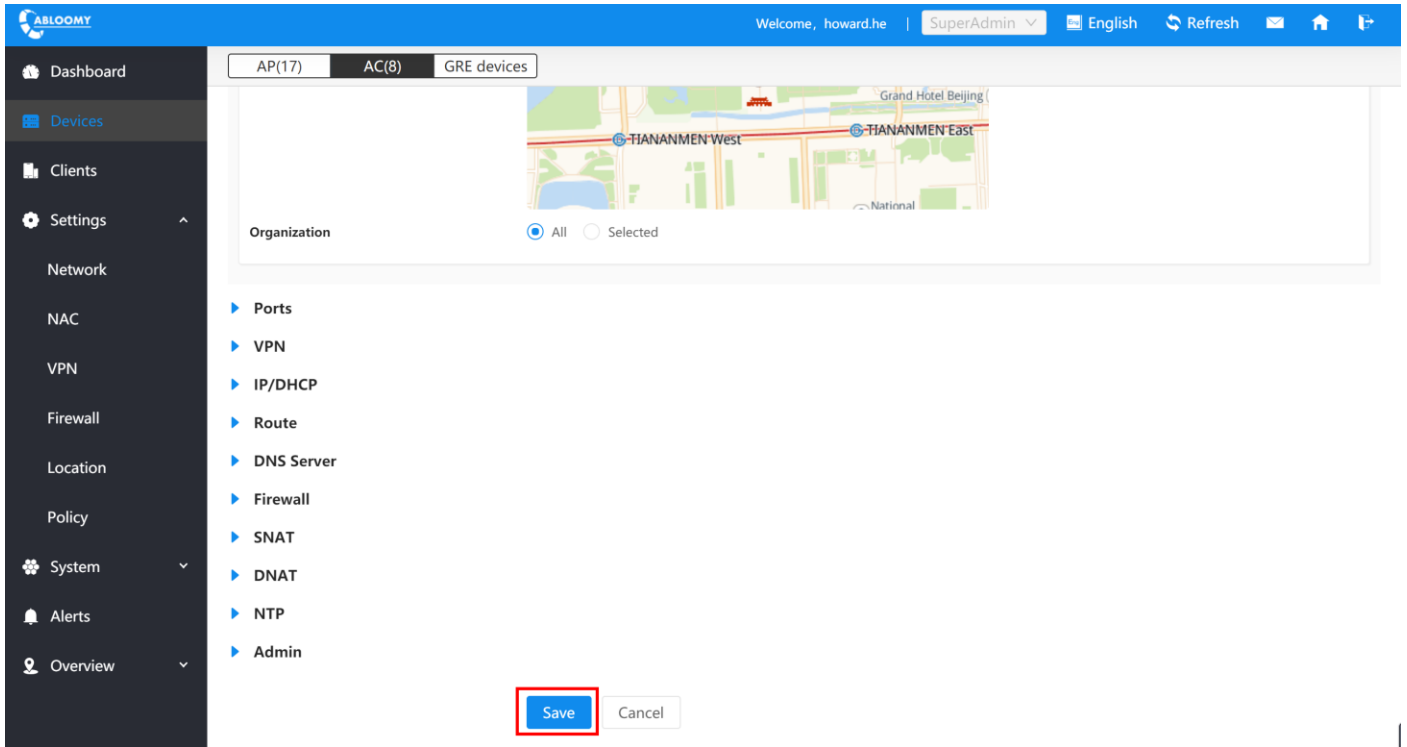 ABLOOMY
Welcome, howard.he | SuperAdmin English Refresh
AP(17) AC(8) GRE devices
Dashboard
Devices
Clients
Settings
Network
NAC
VPN
Firewall
Location
Policy
System
Alerts
Overview
Grand Hotel Beijing (
TIANANMEN West
TIANANMEN East
National
Organization
All Selected
Ports
VPN
IP/DHCP
Route
DNS Server
Firewall
SNAT
DNAT
NTP
Admin
Save Cancel